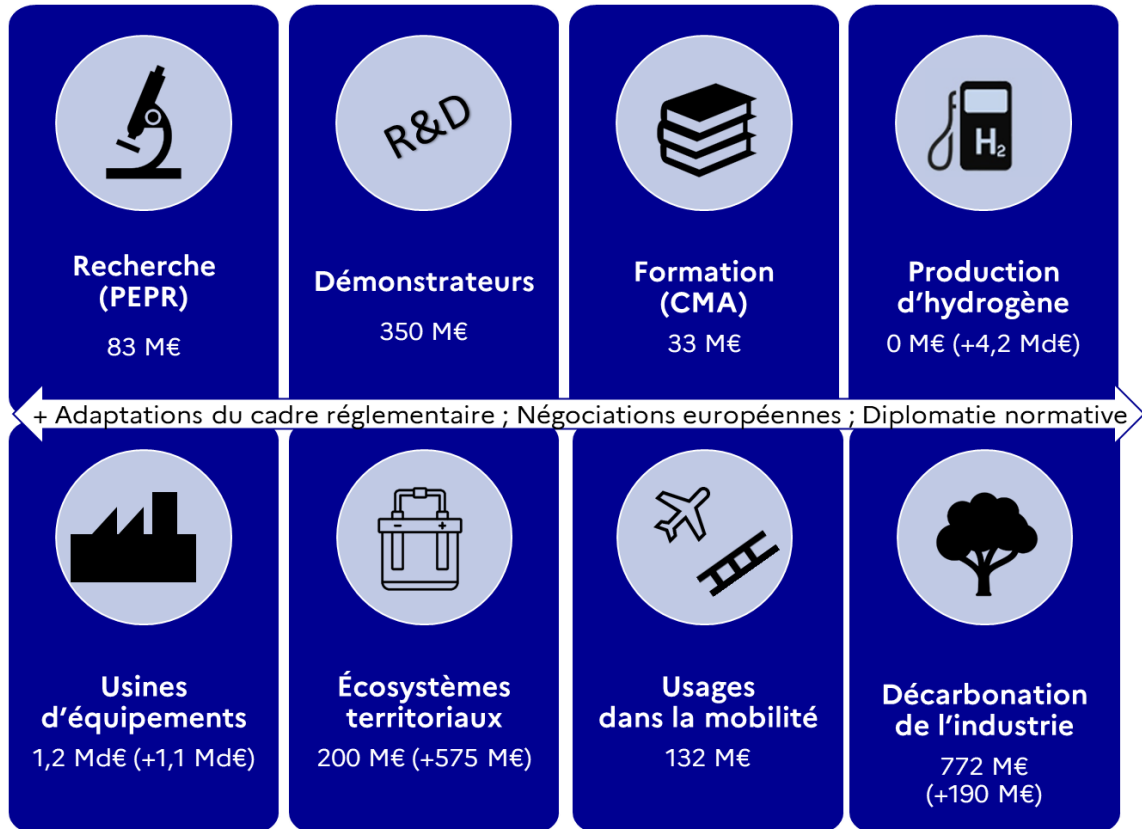 R&D
H₂
Recherche
(PEPR)
83 M€
Démonstrateurs
350 M€
Formation
(CMA)
33 M€
Production
d’hydrogène
0 M€ (+4,2 Md€)
+ Adaptations du cadre réglementaire ; Négociations européennes ; Diplomatie normative
- +
Usines
d’équipements
1,2 Md€ (+1,1 Md€)
Écosystèmes
territoriaux
200 M€ (+575 M€)
Usages
dans la mobilité
132 M€
Décarbonation
de l’industrie
772 M€
(+190 M€)